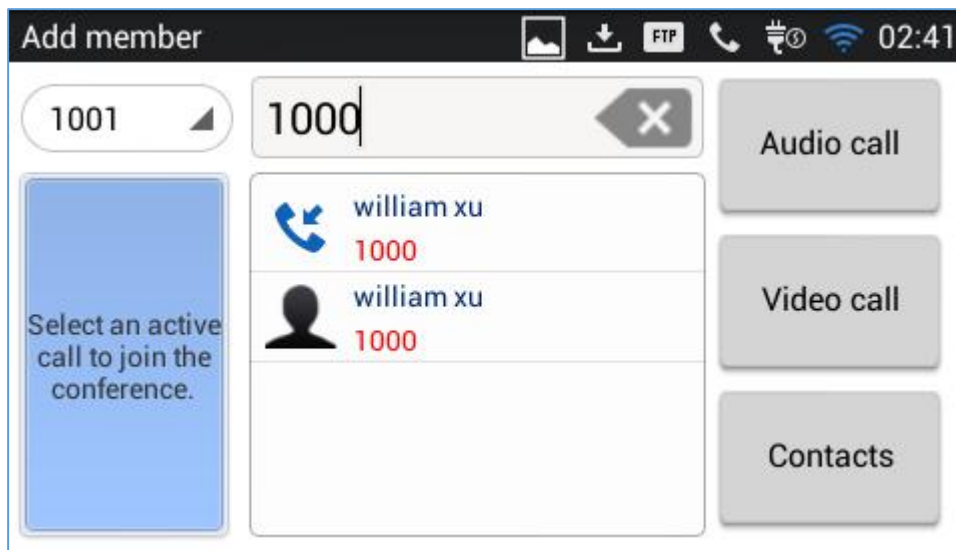 Add member
FTP
02:41
1001
1000
Audio call
william xu
1000
william xu
1000
Video call
Select an active
call to join the
conference.
Contacts